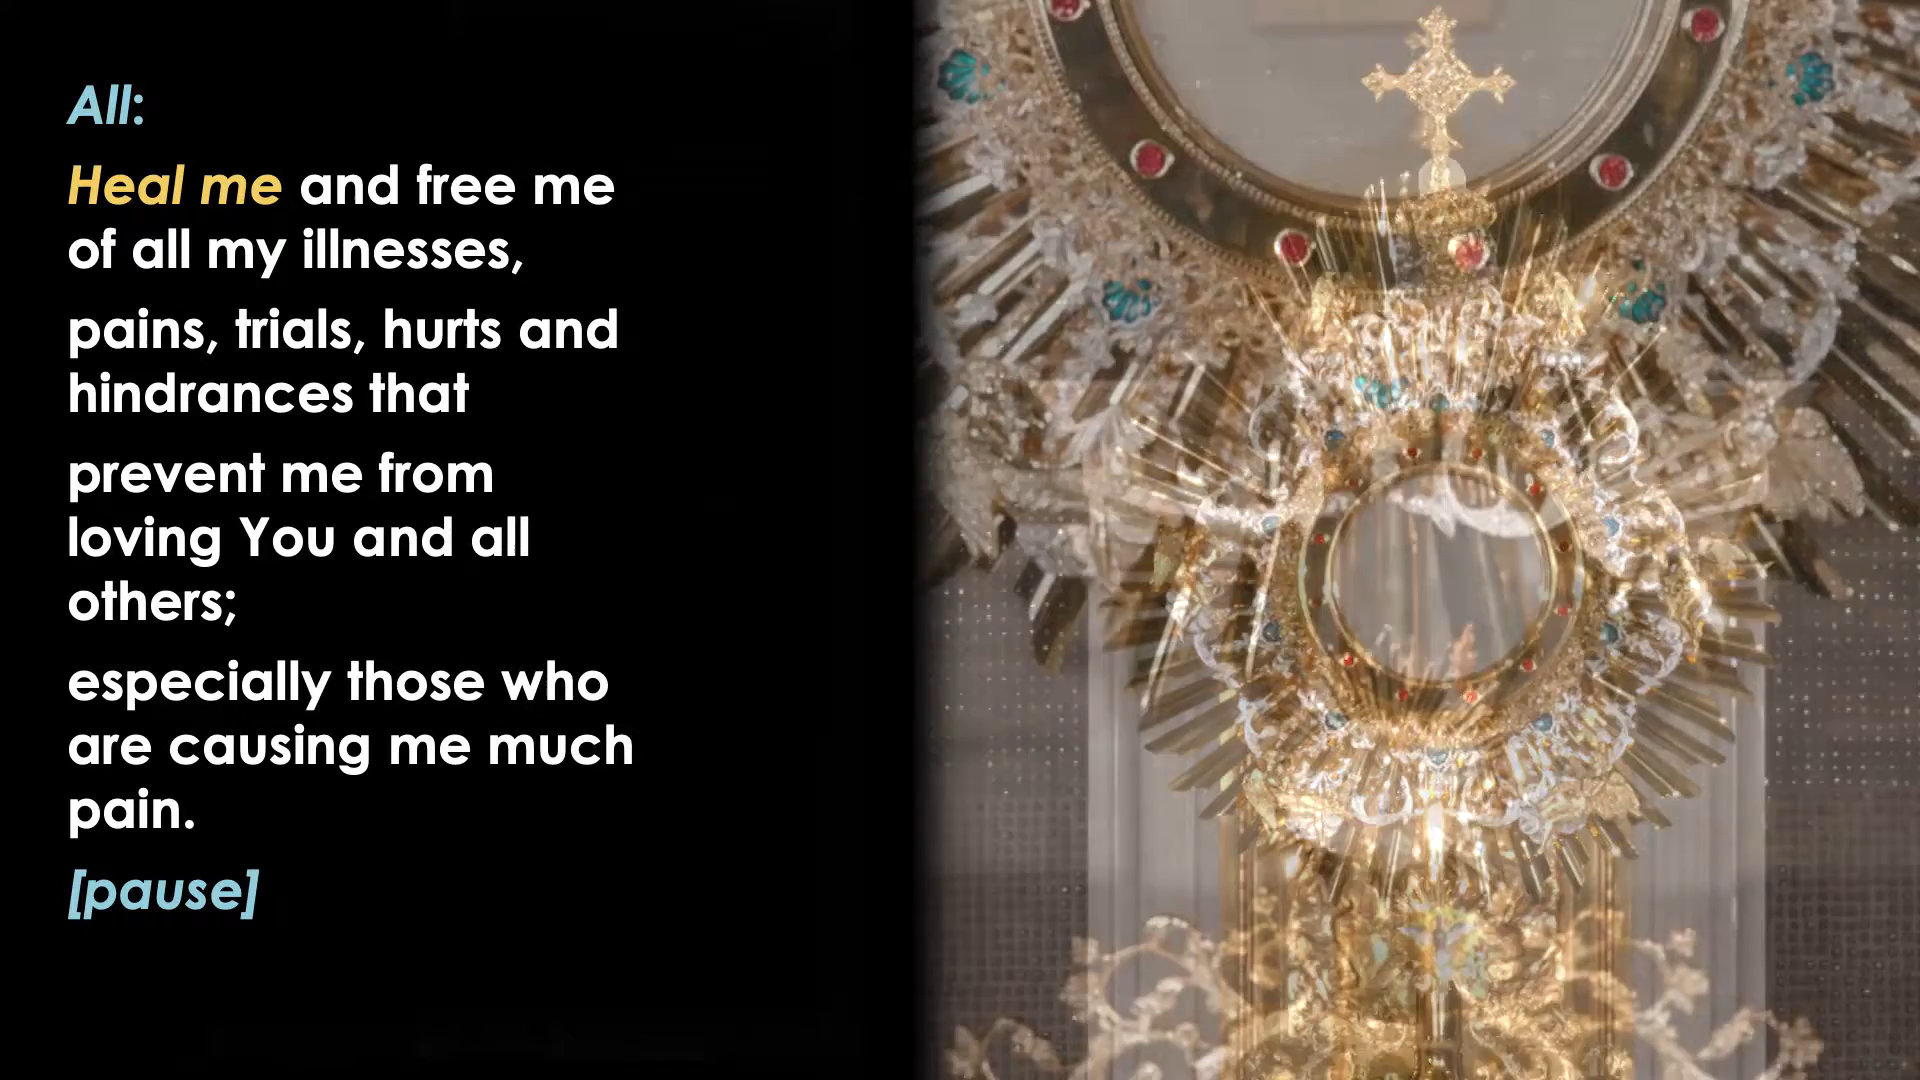 All:
Heal me and free me
of all my illnesses,
pains, trials, hurts and
hindrances that
prevent me from
loving You and all
others;
especially those who
are causing me much
pain.
[pause]